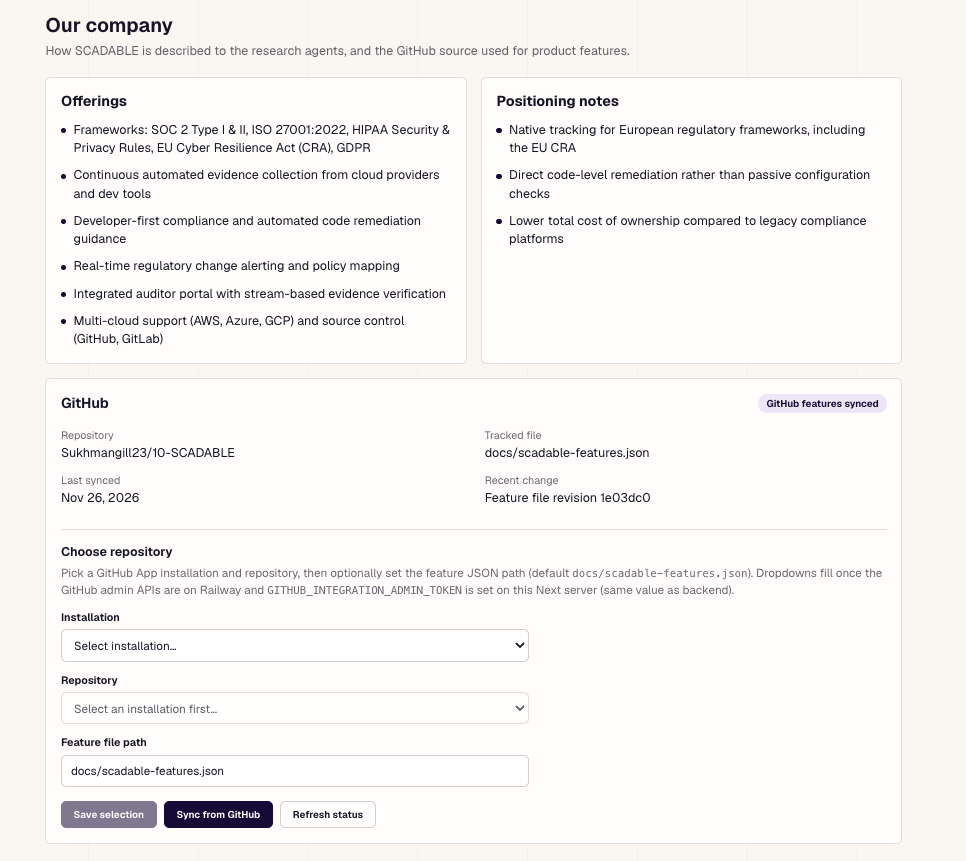 Our company
How SCADABLE is described to the research agents, and the GitHub source used for product features.
Offerings
Frameworks: SOC 2 Type I & II, ISO 27001:2022, HIPAA Security &
Privacy Rules, EU Cyber Resilience Act (CRA), GDPR
Continuous automated evidence collection from cloud providers
and dev tools
Developer-first compliance and automated code remediation
guidance
Real-time regulatory change alerting and policy mapping
Integrated auditor portal with stream-based evidence verification
Multi-cloud support (AWS, Azure, GCP) and source control
(GitHub, GitLab)
Positioning notes
Native tracking for European regulatory frameworks, including
the EU CRA
Direct code-level remediation rather than passive configuration
checks
Lower total cost of ownership compared to legacy compliance
platforms
GitHub
GitHub features synced
Repository
Sukhmangill23/10-SCADABLE
Tracked file
docs/scadable-features.json
Last synced
Nov 26, 2026
Recent change
Feature file revision 1e03dc0
Choose repository
Pick a GitHub App installation and repository, then optionally set the feature JSON path (default docs/scadable-features.json). Dropdowns fill once the
GitHub admin APIs are on Railway and GITHUB_INTEGRATION_ADMIN_TOKEN is set on this Next server (same value as backend).
Installation
Select installation…
Repository
Select an installation first…
Feature file path
docs/scadable-features.json
Save selection
Sync from GitHub
Refresh status